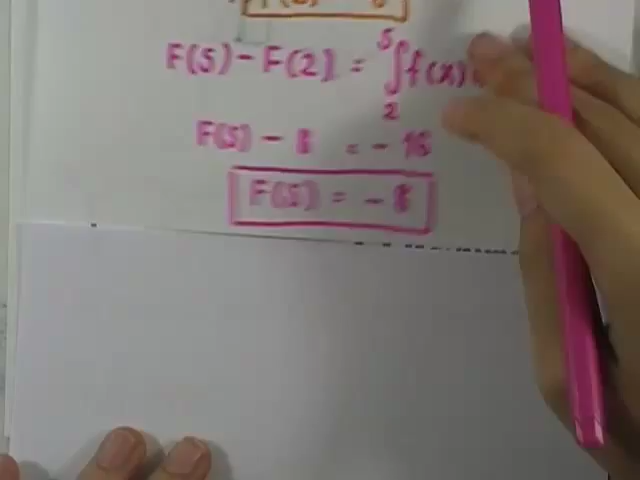 F(5) - F(2) = ∫₂⁵ f(x)
F(5) - 8 = - 16
F(5) = - 8